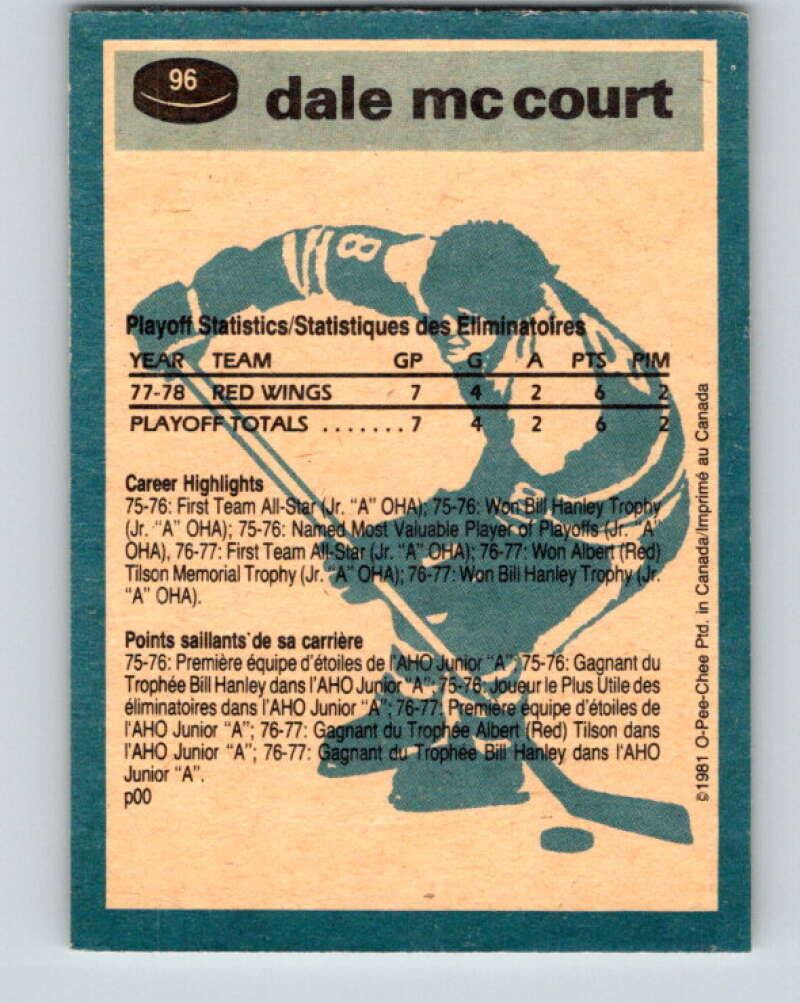 96
dale mc court
8
Playoff Statistics/Statistiques des Eliminatoires
YEAR TEAM GP G A PTS PIM
77-78 RED WINGS 7 4 2 6 2
PLAYOFF TOTALS ....... 7 4 2 6 2
Career Highlights
75-76: First Team All-Star (Jr. “A” OHA); 75-76: Won Bill Hanley Trophy
(Jr. “A” OHA); 75-76: Named Most Valuable Player of Playoffs (Jr. “A”
OHA), 76-77: First Team All-Star (Jr. “A” OHA); 76-77: Won Albert (Red)
Tilson Memorial Trophy (Jr. “A” OHA); 76-77: Won Bill Hanley Trophy (Jr.
“A” OHA).
Points saillants de sa carrière
75-76: Première équipe d’étoiles de l’AHO Junior “A”; 75-76: Gagnant du
Trophée Bill Hanley dans l’AHO Junior “A”; 75-76: Joueur le Plus Utile des
éliminatoires dans l’AHO Junior “A”; 76-77: Première équipe d’étoiles de
l’AHO Junior “A”; 76-77: Gagnant du Trophée Albert (Red) Tilson dans
l’AHO Junior “A”; 76-77: Gagnant du Trophée Bill Hanley dans l’AHO
Junior “A”.
p00
©1981 O-Pee-Chee Ptd. in Canada/Imprimé au Canada